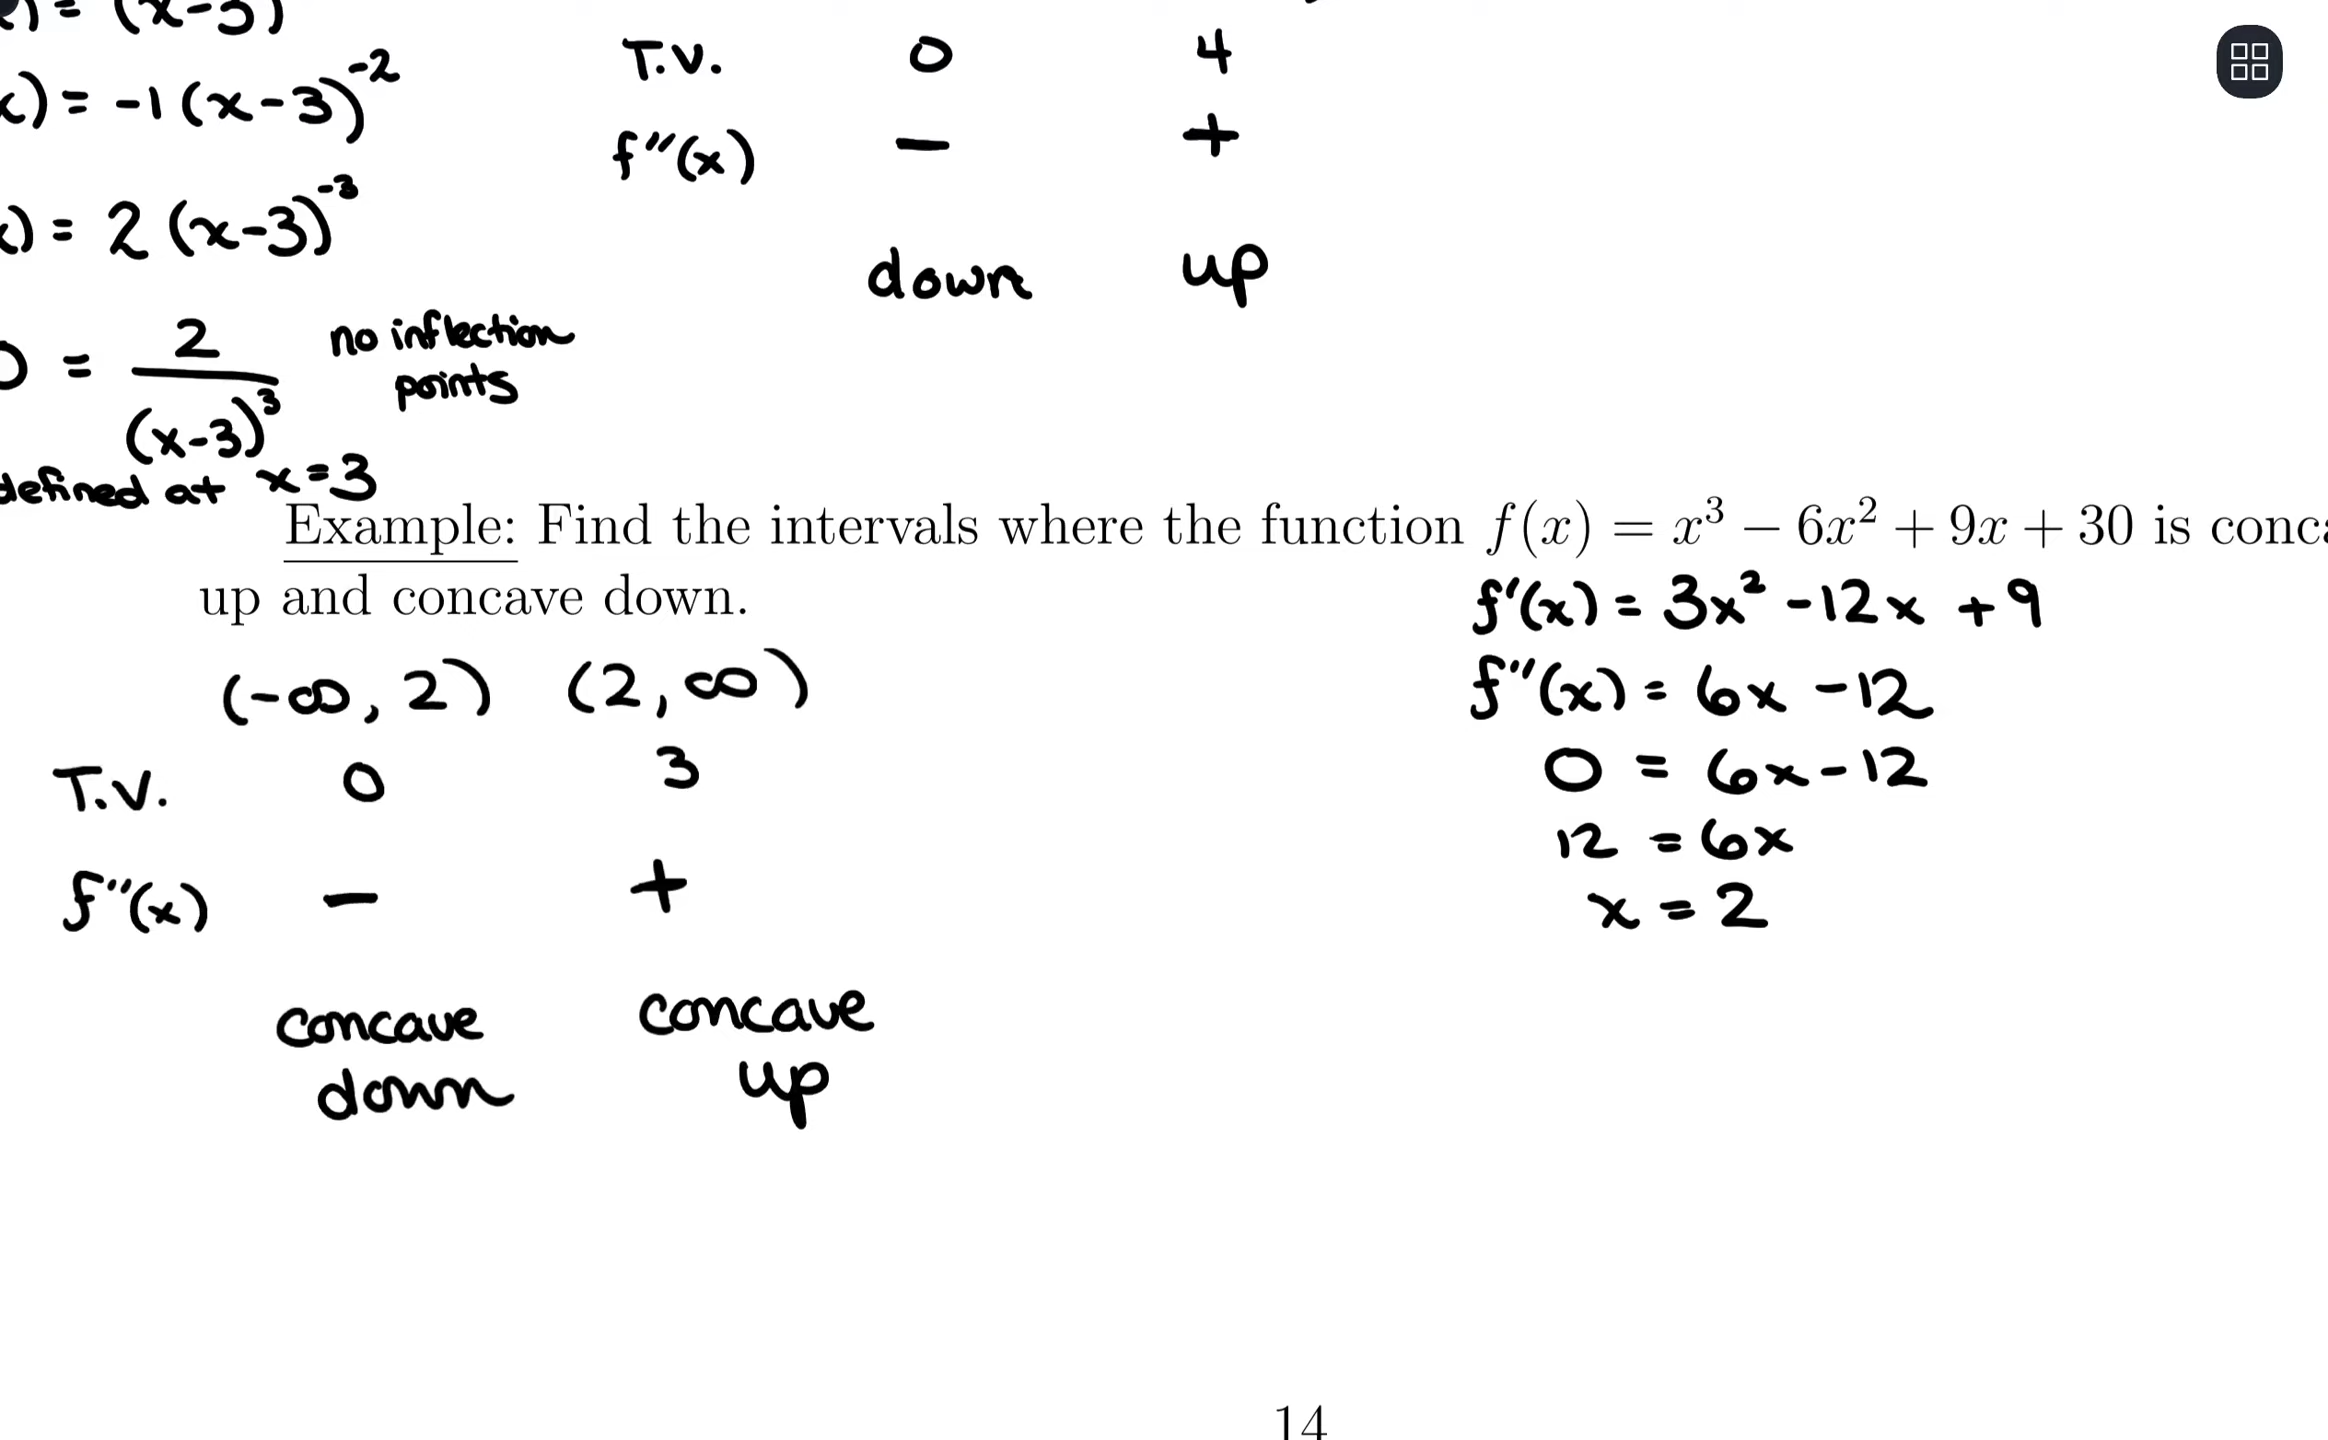 ) = (x-3)
x) = -1(x-3)^-2
x) = 2(x-3)^-3
0 = 2/(x-3)^3 no inflection points
defined at x=3
T.V. 0 4
f''(x) - +
down up
Example: Find the intervals where the function f(x) = x^3 − 6x^2 + 9x + 30 is conca
up and concave down.
(-∞, 2) (2, ∞)
T.V. 0 3
f''(x) - +
concave down concave up
f'(x) = 3x^2 -12x +9
f''(x) = 6x -12
0 = 6x-12
12 = 6x
x = 2
14